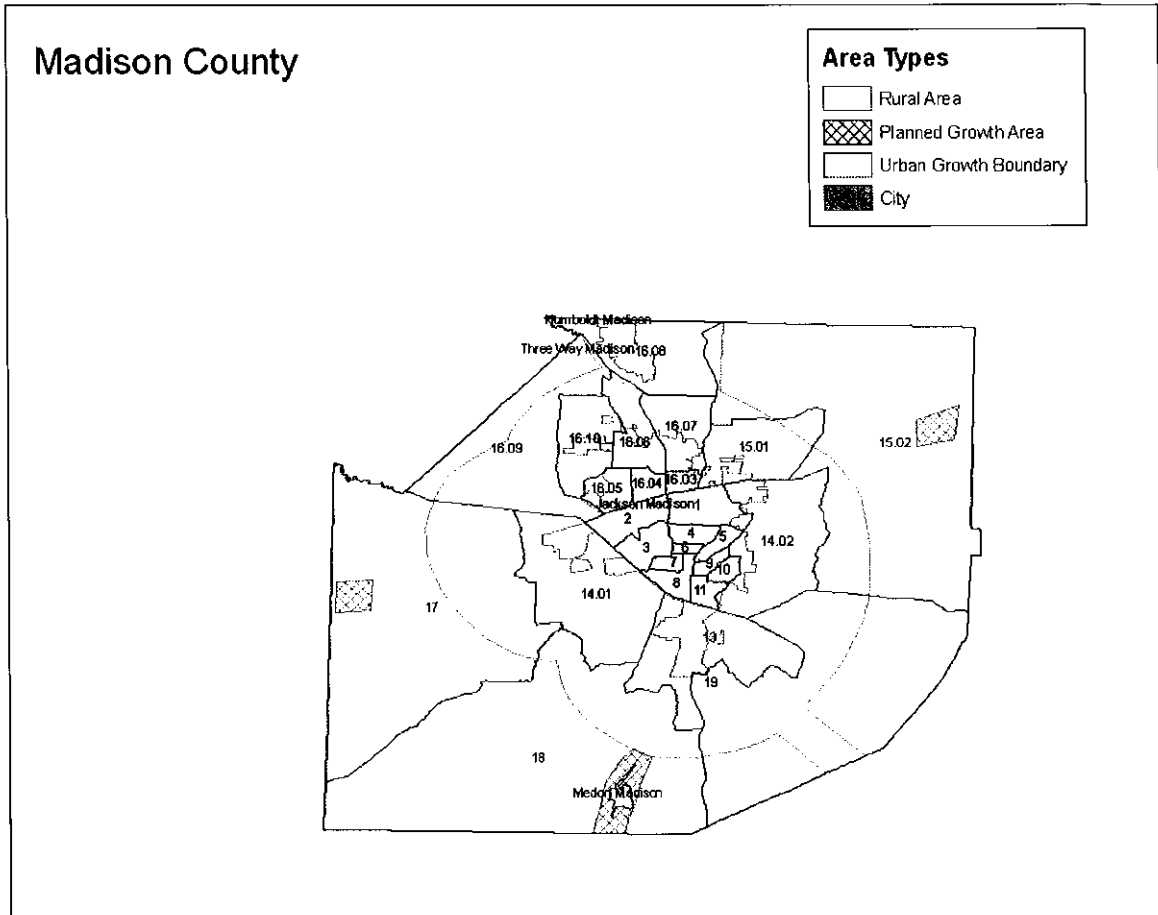 Madison County
Area Types
Rural Area
Planned Growth Area
Urban Growth Boundary
City
Humboldt Madison
Three Way Madison 16.08
16.07
16.09
16.10
16.06
15.01
15.02
16.05
16.04
16.03
Jackson Madison1
2
4
5
14.02
3
6
7
9
10
8
11
14.01
17
13
19
18
Medon Madison